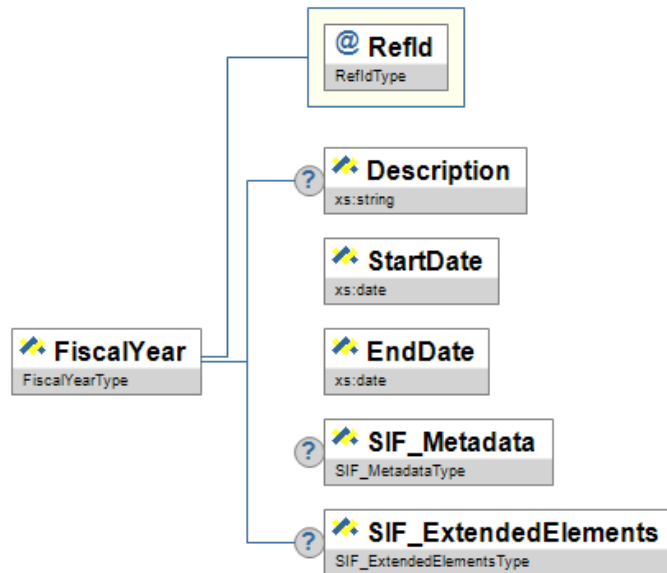 @ RefId
RefIdType
? Description
xs:string
StartDate
xs:date
FiscalYear
FiscalYearType
EndDate
xs:date
? SIF_Metadata
SIF_MetadataType
? SIF_ExtendedElements
SIF_ExtendedElementsType